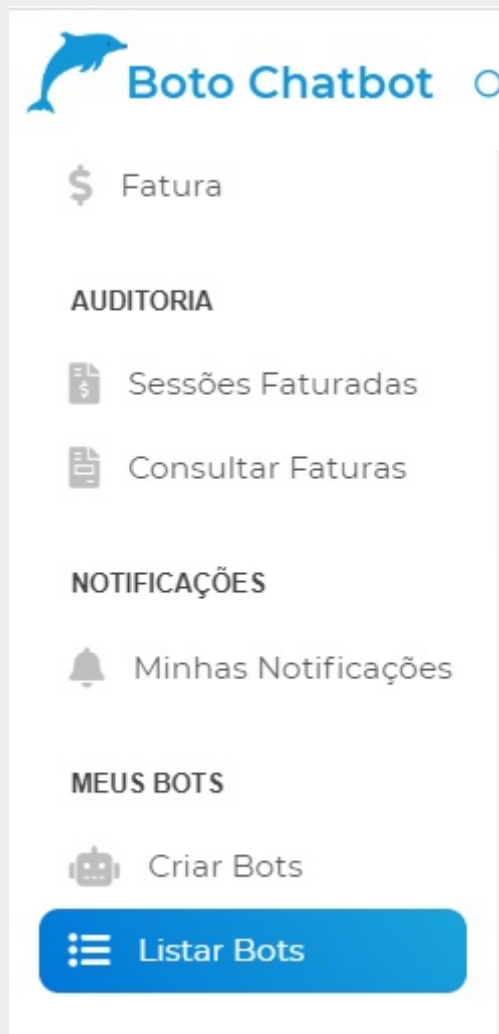 Boto Chatbot
Fatura
AUDITORIA
Sessões Faturadas
Consultar Faturas
NOTIFICAÇÕES
Minhas Notificações
MEUS BOTS
Criar Bots
Listar Bots